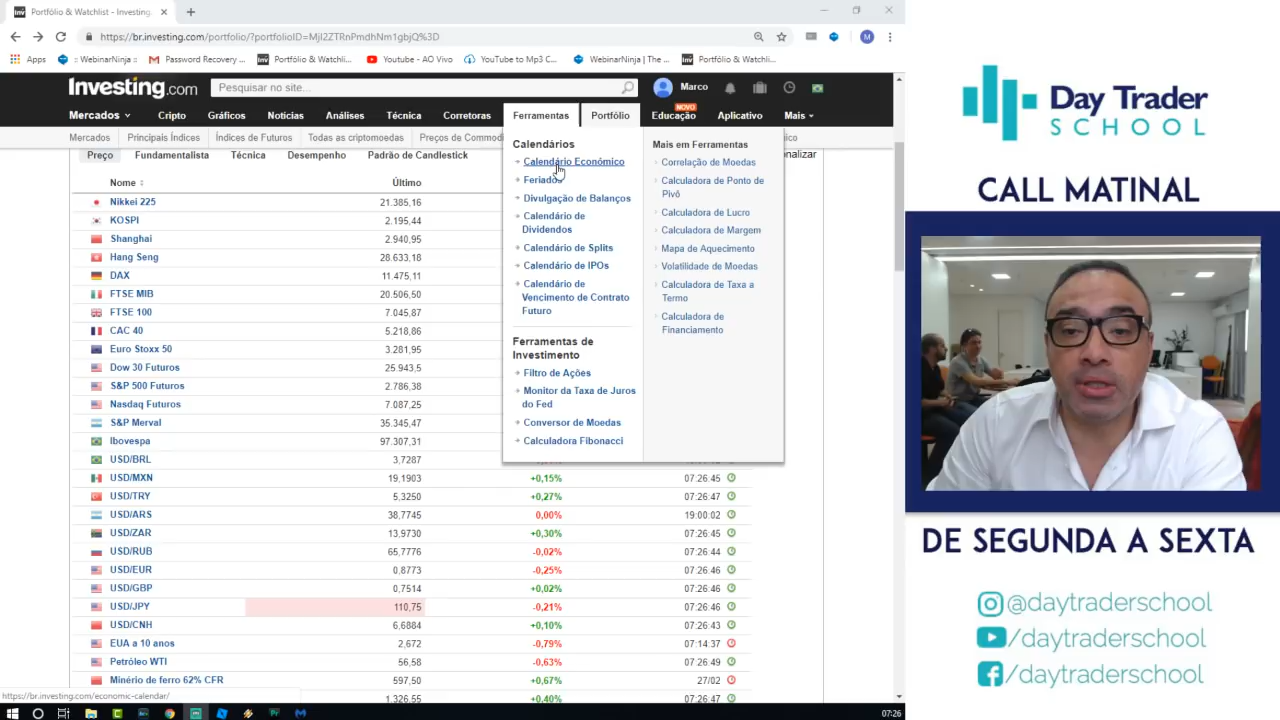 Portfólio & Watchlist - Investing.
https://br.investing.com/portfolio/?portfolioID=MjI2ZTRnPmdhNm1gbjQ%3D
M
Apps
:: WebinarNinja ::
Password Recovery ...
Portfólio & Watchli...
Youtube - AO Vivo
YouTube to Mp3 C...
WebinarNinja | The ...
Portfólio & Watchli...
Investing.com
Pesquisar no site...
Marco
Mercados
Cripto
Gráficos
Notícias
Análises
Técnica
Corretoras
Ferramentas
Portfólio
NOVO
Educação
Aplicativo
Mais
Mercados
Principais Índices
Índices de Futuros
Todas as criptomoedas
Preços de Commod
Preço
Fundamentalista
Técnica
Desempenho
Padrão de Candlestick
Calendários
Calendário Econômico
Feriados
Divulgação de Balanços
Calendário de
Dividendos
Calendário de Splits
Calendário de IPOs
Calendário de
Vencimento de Contrato
Futuro
Ferramentas de
Investimento
Filtro de Ações
Monitor da Taxa de Juros
do Fed
Conversor de Moedas
Calculadora Fibonacci
Mais em Ferramentas
Correlação de Moedas
Calculadora de Ponto de
Pivô
Calculadora de Lucro
Calculadora de Margem
Mapa de Aquecimento
Volatilidade de Moedas
Calculadora de Taxa a
Termo
Calculadora de
Financiamento
Nome Último
Nikkei 225 21.385,16
KOSPI 2.195,44
Shanghai 2.940,95
Hang Seng 28.633,18
DAX 11.475,11
FTSE MIB 20.506,50
FTSE 100 7.045,87
CAC 40 5.218,86
Euro Stoxx 50 3.281,95
Dow 30 Futuros 25.943,5
S&P 500 Futuros 2.786,38
Nasdaq Futuros 7.087,25
S&P Merval 35.345,47
Ibovespa 97.307,31
USD/BRL 3,7287
USD/MXN 19,1903 +0,15% 07:26:45
USD/TRY 5,3250 +0,27% 07:26:47
USD/ARS 38,7745 0,00% 19:00:02
USD/ZAR 13,9730 +0,30% 07:26:45
USD/RUB 65,7776 -0,02% 07:26:44
USD/EUR 0,8773 -0,25% 07:26:45
USD/GBP 0,7514 +0,02% 07:26:46
USD/JPY 110,75 -0,21% 07:26:46
USD/CNH 6,6884 +0,10% 07:26:43
EUA a 10 anos 2,672 -0,79% 07:14:37
Petróleo WTI 56,58 -0,63% 07:26:49
Minério de ferro 62% CFR 597,50 +0,67% 27/02
1.326,55 +0,40%
https://br.investing.com/economic-calendar/
07:26
Day Trader
SCHOOL
CALL MATINAL
DE SEGUNDA A SEXTA
@daytraderschool
/daytraderschool
/daytraderschool